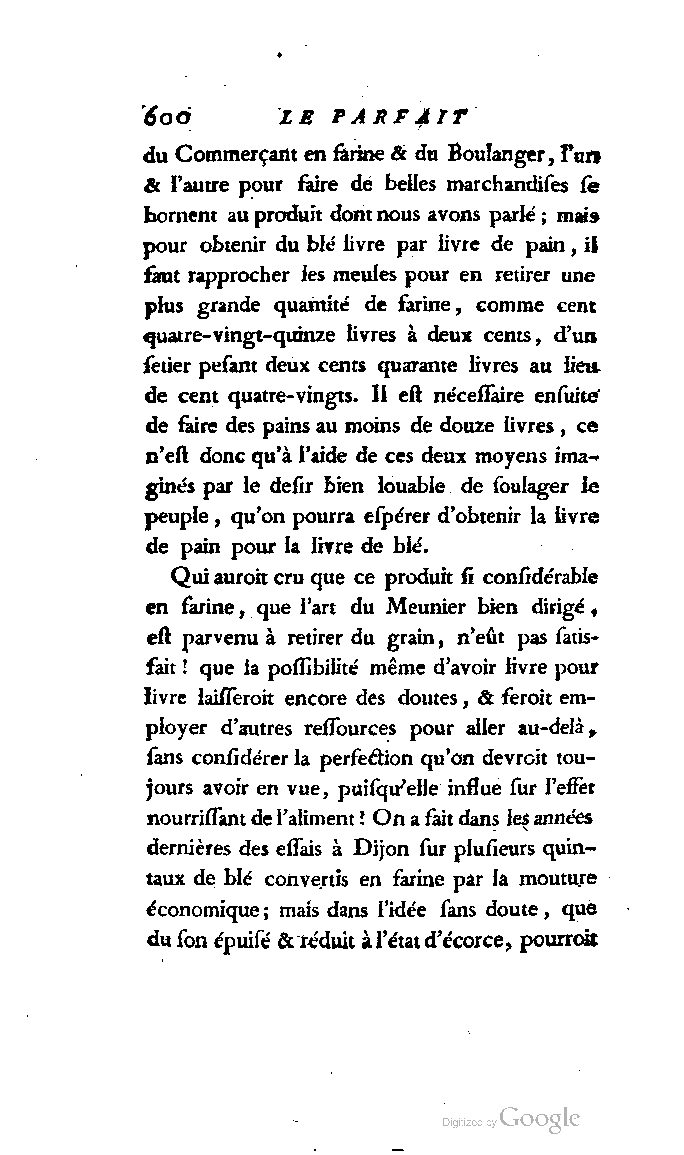 600 LE PARFAIT
du Commerçant en farine & du Boulanger, l'un
& l'autre pour faire de belles marchandiſes ſe
bornent au produit dont nous avons parlé ; mais
pour obtenir du blé livre par livre de pain, il
faut rapprocher les meules pour en retirer une
plus grande quantité de farine, comme cent
quatre-vingt-quinze livres à deux cents, d'un
ſetier peſant deux cents quarante livres au lieu
de cent quatre-vingts. Il eſt néceſſaire enſuite
de faire des pains au moins de douze livres, ce
n'eſt donc qu'à l'aide de ces deux moyens ima-
ginés par le deſir bien louable de ſoulager le
peuple, qu'on pourra eſpérer d'obtenir la livre
de pain pour la livre de blé.
Qui auroit cru que ce produit ſi conſidérable
en farine, que l'art du Meunier bien dirigé,
eſt parvenu à retirer du grain, n'eût pas ſatis-
fait ! que la poſſibilité même d'avoir livre pour
livre laiſſeroit encore des doutes, & feroit em-
ployer d'autres reſſources pour aller au-delà,
ſans conſidérer la perfection qu'on devroit tou-
jours avoir en vue, puiſqu'elle influe ſur l'effet
nourriſſant de l'aliment ! On a fait dans les années
dernières des eſſais à Dijon ſur pluſieurs quin-
taux de blé convertis en farine par la mouture
économique; mais dans l'idée ſans doute, que
du ſon épuiſé & réduit à l'état d'écorce, pourroit
Digitized by Google